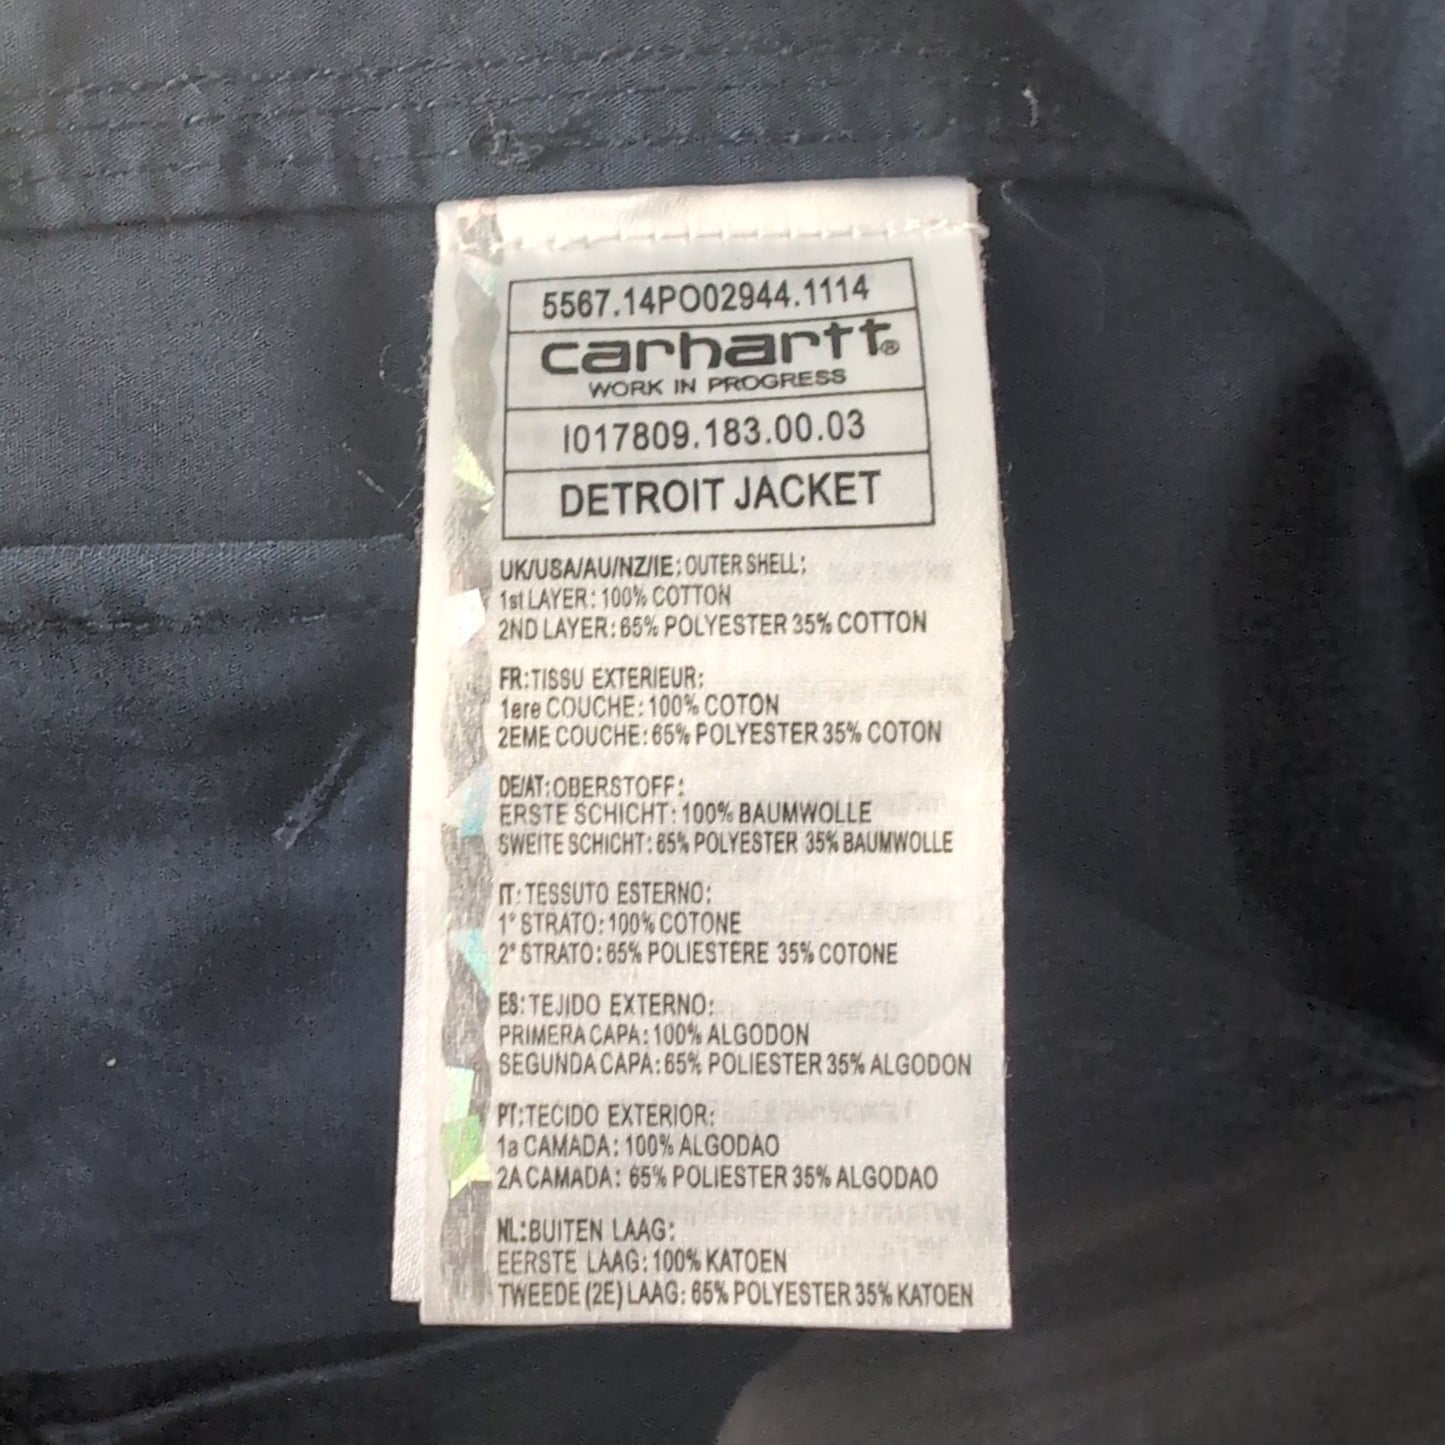 5567.14PO02944.1114
carhartt®
WORK IN PROGRESS
I017809.183.00.03
DETROIT JACKET
UK/USA/AU/NZ/IE: OUTER SHELL:
1st LAYER: 100% COTTON
2ND LAYER: 65% POLYESTER 35% COTTON
FR: TISSU EXTERIEUR:
1ere COUCHE: 100% COTON
2EME COUCHE: 65% POLYESTER 35% COTON
DE/AT: OBERSTOFF:
ERSTE SCHICHT: 100% BAUMWOLLE
SWEITE SCHICHT: 65% POLYESTER 35% BAUMWOLLE
IT: TESSUTO ESTERNO:
1° STRATO: 100% COTONE
2° STRATO: 65% POLIESTERE 35% COTONE
ES: TEJIDO EXTERNO:
PRIMERA CAPA: 100% ALGODON
SEGUNDA CAPA: 65% POLIESTER 35% ALGODON
PT: TECIDO EXTERIOR:
1a CAMADA: 100% ALGODAO
2A CAMADA: 65% POLIESTER 35% ALGODAO
NL: BUITEN LAAG:
EERSTE LAAG: 100% KATOEN
TWEEDE (2E) LAAG: 65% POLYESTER 35% KATOEN